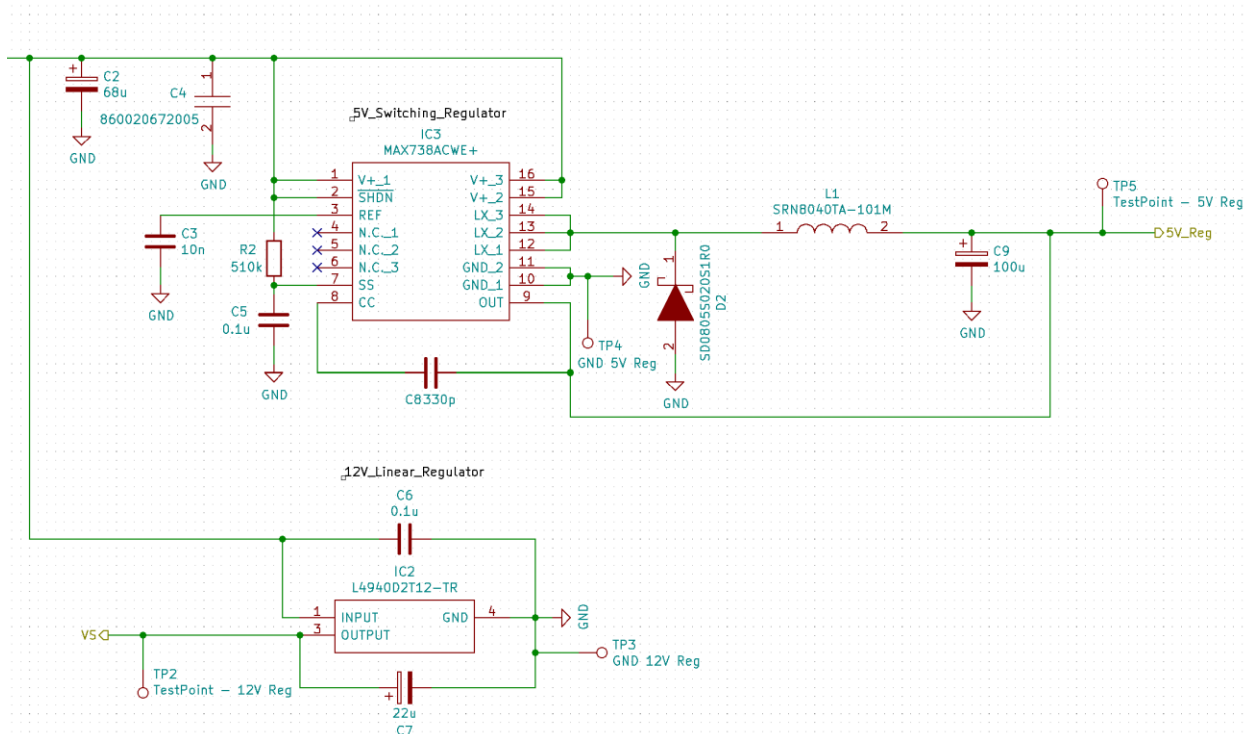 C2
68u
GND
1
C4
860020672005
2
GND
5V_Switching_Regulator
IC3
MAX738ACWE+
1 V+_1
2 SHDN
3 REF
4 N.C._1
5 N.C._2
6 N.C._3
7 SS
8 CC
V+_3 16
V+_2 15
LX_3 14
LX_2 13
LX_1 12
GND_2 11
GND_1 10
OUT 9
C3
10n
GND
R2
510k
C5
0.1u
GND
C8330p
GND
TP4
GND 5V Reg
1
2
SD0805S020S1R0
D2
GND
L1
SRN8040TA-101M
1 2
C9
100u
GND
TP5
TestPoint - 5V Reg
5V_Reg
12V_Linear_Regulator
C6
0.1u
IC2
L4940D2T12-TR
1 INPUT
3 OUTPUT
GND 4
GND
VS
TP2
TestPoint - 12V Reg
TP3
GND 12V Reg
22u
C7